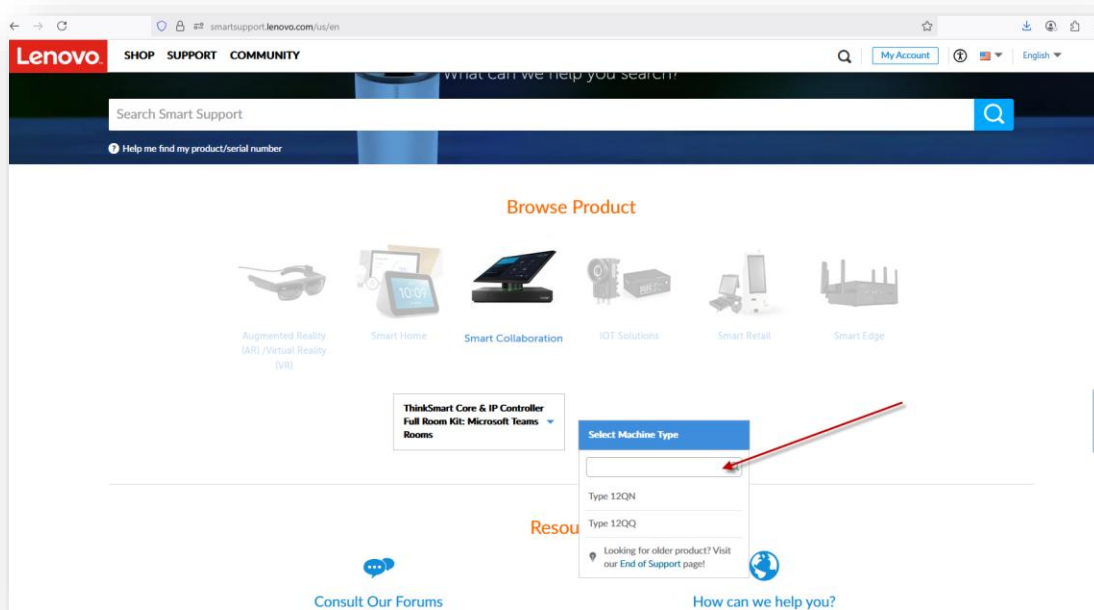 smartsupport.lenovo.com/us/en
Lenovo.
SHOP SUPPORT COMMUNITY
My Account
English
What can we help you search?
Search Smart Support
Help me find my product/serial number
Browse Product
10:09
Augmented Reality
(AR) /Virtual Reality
(VR)
Smart Home
Smart Collaboration
IOT Solutions
Smart Retail
Smart Edge
ThinkSmart Core & IP Controller
Full Room Kit: Microsoft Teams
Rooms
Select Machine Type
Type 12QN
Type 12QQ
Looking for older product? Visit
our End of Support page!
Resou
Consult Our Forums
How can we help you?